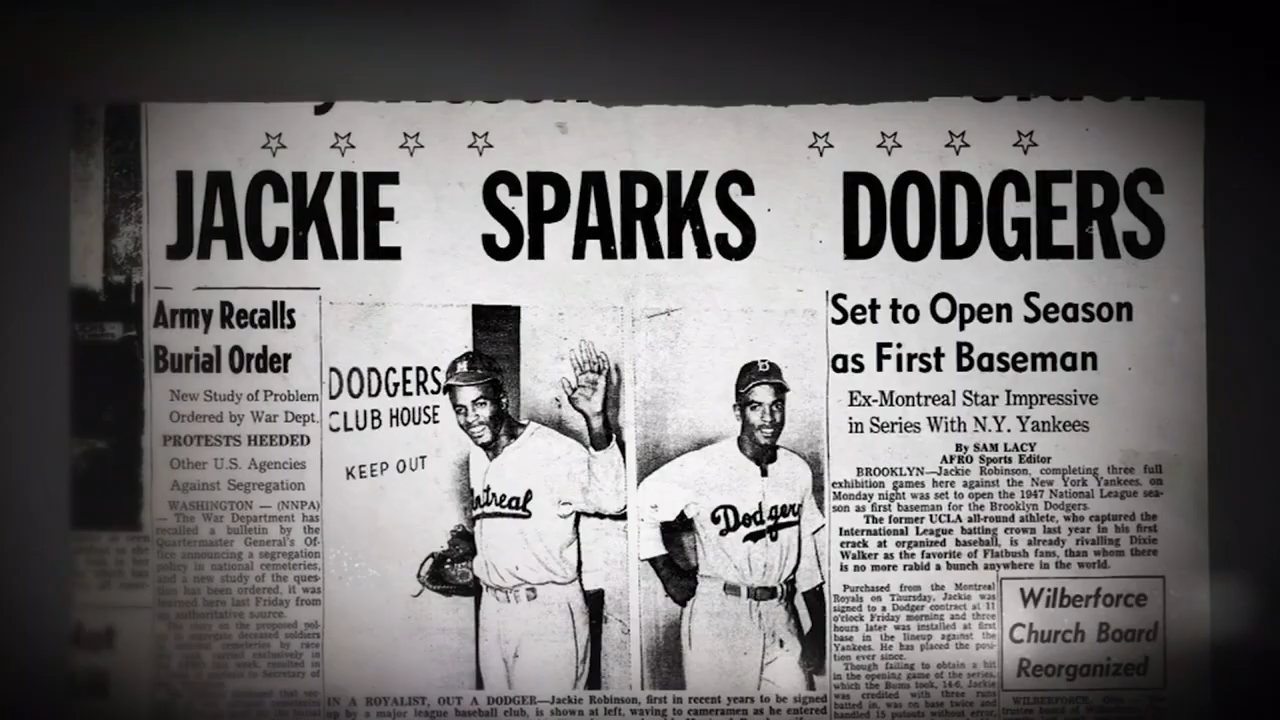 JACKIE SPARKS DODGERS
Army Recalls
Burial Order
New Study of Problem
Ordered by War Dept.
PROTESTS HEEDED
Other U.S. Agencies
Against Segregation
WASHINGTON — (NNPA)
— The War Department has
recalled a bulletin by the
Quartermaster General's Of-
fice announcing a segregation
policy in national cemeteries,
and a new study of the ques-
tion has been ordered, it was
learned here last Friday from
an authoritative source.
DODGERS
CLUB HOUSE
KEEP OUT
ntreal
B
Dodgers
IN A ROYALIST, OUT A DODGER—Jackie Robinson, first in recent years to be signed
up by a major league baseball club, is shown at left, waving to cameramen as he entered
Set to Open Season
as First Baseman
Ex-Montreal Star Impressive
in Series With N.Y. Yankees
By SAM LACY
AFRO Sports Editor
BROOKLYN—Jackie Robinson, completing three full
exhibition games here against the New York Yankees, on
Monday night was set to open the 1947 National League sea-
son as first baseman for the Brooklyn Dodgers.
The former UCLA all-round athlete, who captured the
International League batting crown last year in his first
crack at organized baseball, is already rivalling Dixie
Walker as the favorite of Flatbush fans, than whom there
is no more rabid a bunch anywhere in the world.
Purchased from the Montreal
Royals on Thursday, Jackie was
signed to a Dodger contract at 11
o'clock Friday morning and three
hours later was installed at first
base in the lineup against the
Yankees. He has placed the posi-
tion ever since.
Though failing to obtain a hit
in the opening game of the series,
which the Bums took, 14-6, Jackie
was credited with three runs
batted in, was on base twice and
handled 15 putouts without error.
Wilberforce
Church Board
Reorganized